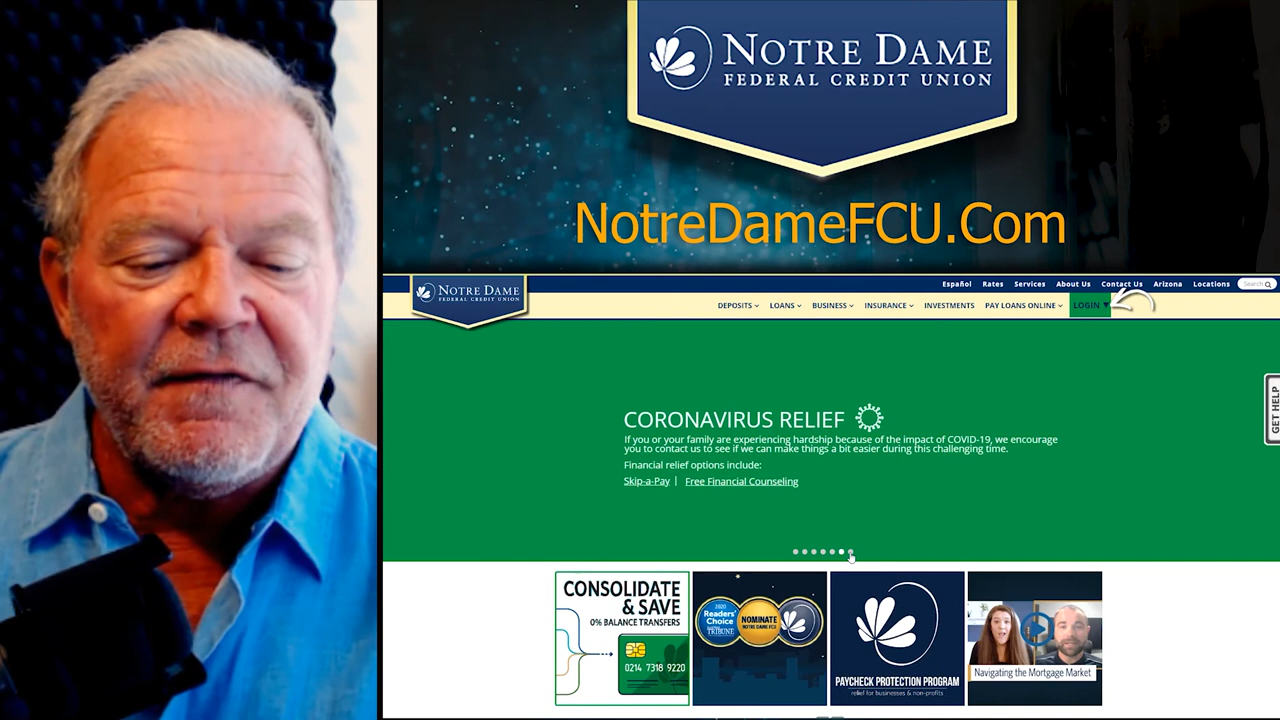 NOTRE DAME
FEDERAL CREDIT UNION
NotreDameFCU.Com
Español Rates Services About Us Contact Us Arizona Locations Search
NOTRE DAME
FEDERAL CREDIT UNION
DEPOSITS LOANS BUSINESS INSURANCE INVESTMENTS PAY LOANS ONLINE LOGIN
GET HELP
CORONAVIRUS RELIEF
If you or your family are experiencing hardship because of the impact of COVID-19, we encourage
you to contact us to see if we can make things a bit easier during this challenging time.
Financial relief options include:
Skip-a-Pay | Free Financial Counseling
CONSOLIDATE
& SAVE
0% BALANCE TRANSFERS
0214 7318 9220
2020
Readers'
Choice
TRIBUNE
NOMINATE
NOTRE DAME FCU
PAYCHECK PROTECTION PROGRAM
relief for businesses & non-profits
Navigating the Mortgage Market